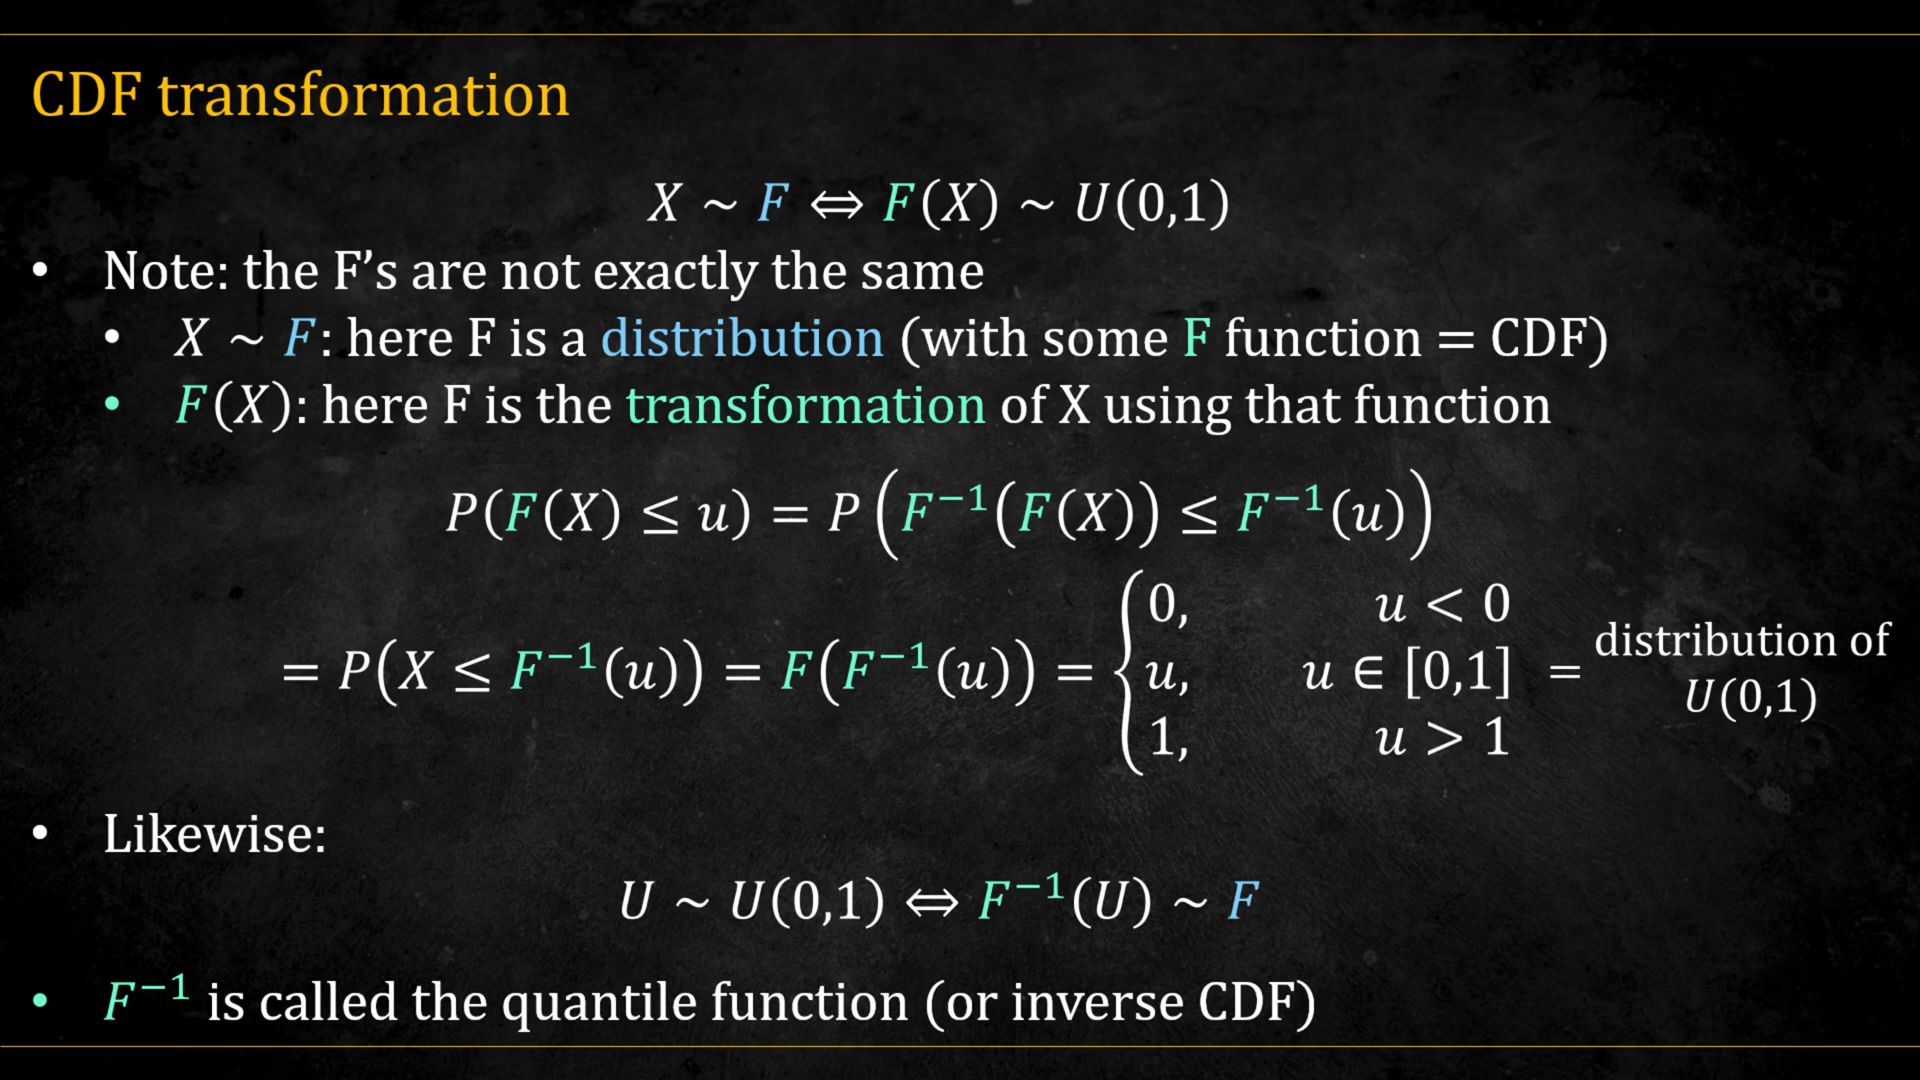 CDF transformation
X ~ F ⇔ F(X) ~ U(0,1)
• Note: the F’s are not exactly the same
• X ~ F: here F is a distribution (with some F function = CDF)
• F(X): here F is the transformation of X using that function
P(F(X) ≤ u) = P(F⁻¹(F(X)) ≤ F⁻¹(u))
= P(X ≤ F⁻¹(u)) = F(F⁻¹(u)) = { 0, u < 0
u, u ∈ [0,1]
1, u > 1
= distribution of
U(0,1)
• Likewise:
U ~ U(0,1) ⇔ F⁻¹(U) ~ F
• F⁻¹ is called the quantile function (or inverse CDF)